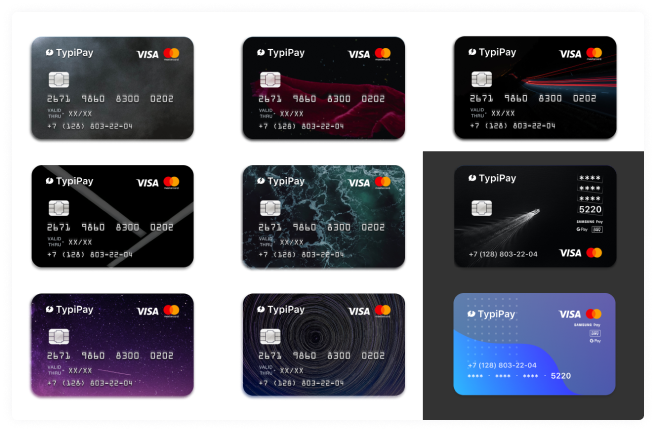 TypiPay VISA
2671 9860 8300 0202
VALID THRU XX/XX
+7 (128) 803-22-04
TypiPay VISA
2671 9860 8300 0202
VALID THRU XX/XX
+7 (128) 803-22-04
TypiPay VISA
2671 9860 8300 0202
VALID THRU XX/XX
+7 (128) 803-22-04
TypiPay VISA
2671 9860 8300 0202
VALID THRU XX/XX
+7 (128) 803-22-04
TypiPay VISA
2671 9860 8300 0202
VALID THRU XX/XX
+7 (128) 803-22-04
TypiPay ****
****
****
5220
SAMSUNG Pay
G Pay
+7 (128) 803-22-04 VISA
TypiPay VISA
2671 9860 8300 0202
VALID THRU XX/XX
+7 (128) 803-22-04
TypiPay VISA
2671 9860 8300 0202
VALID THRU XX/XX
+7 (128) 803-22-04
TypiPay VISA
SAMSUNG Pay
G Pay
+7 (128) 803-22-04
**** - **** - **** - 5220